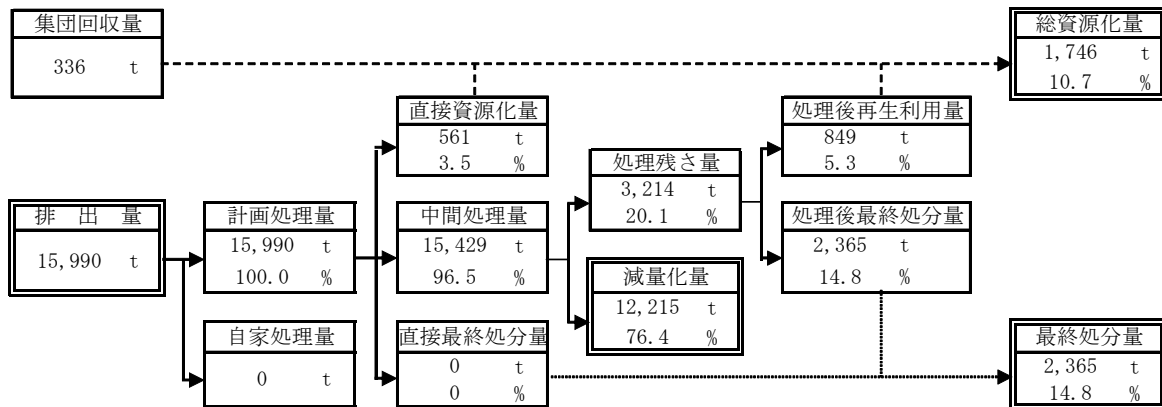 集団回収量
336 t
総資源化量
1,746 t
10.7 %
直接資源化量
561 t
3.5 %
処理後再生利用量
849 t
5.3 %
処理残さ量
3,214 t
20.1 %
排 出 量
15,990 t
計画処理量
15,990 t
100.0 %
中間処理量
15,429 t
96.5 %
処理後最終処分量
2,365 t
14.8 %
減量化量
12,215 t
76.4 %
自家処理量
0 t
直接最終処分量
0 t
0 %
最終処分量
2,365 t
14.8 %